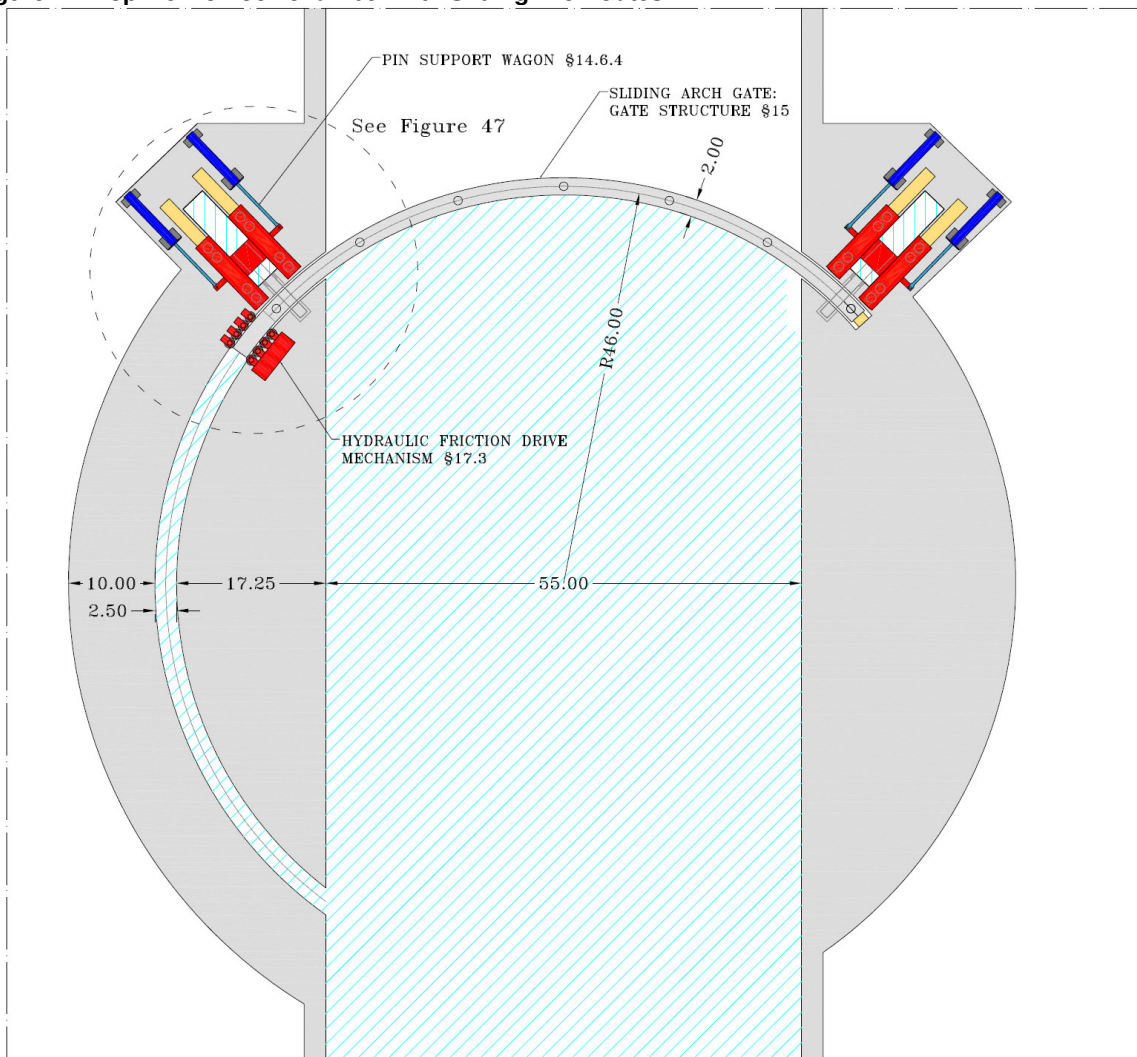 PIN SUPPORT WAGON §14.6.4
SLIDING ARCH GATE:
GATE STRUCTURE §15
See Figure 47
2.00
R46.00
HYDRAULIC FRICTION DRIVE
MECHANISM §17.3
10.00
17.25
55.00
2.50